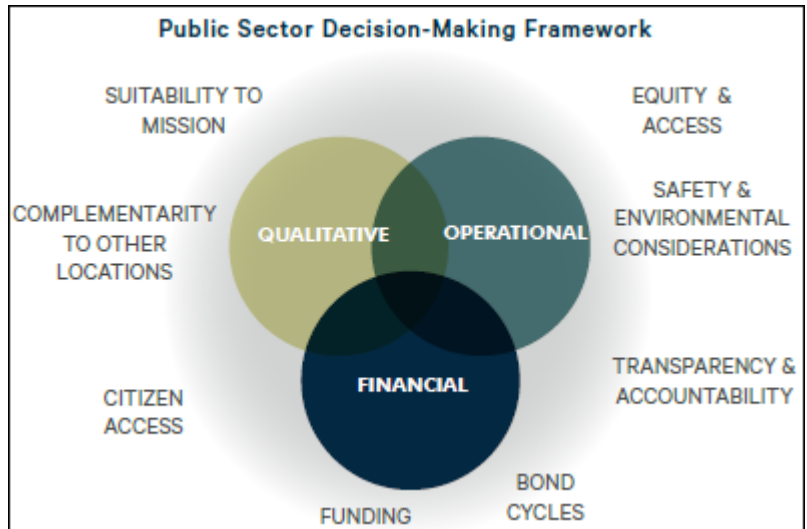 Public Sector Decision-Making Framework
SUITABILITY TO
MISSION
EQUITY &
ACCESS
COMPLEMENTARITY
TO OTHER
LOCATIONS
QUALITATIVE
OPERATIONAL
SAFETY &
ENVIRONMENTAL
CONSIDERATIONS
CITIZEN
ACCESS
FINANCIAL
TRANSPARENCY &
ACCOUNTABILITY
FUNDING
BOND
CYCLES